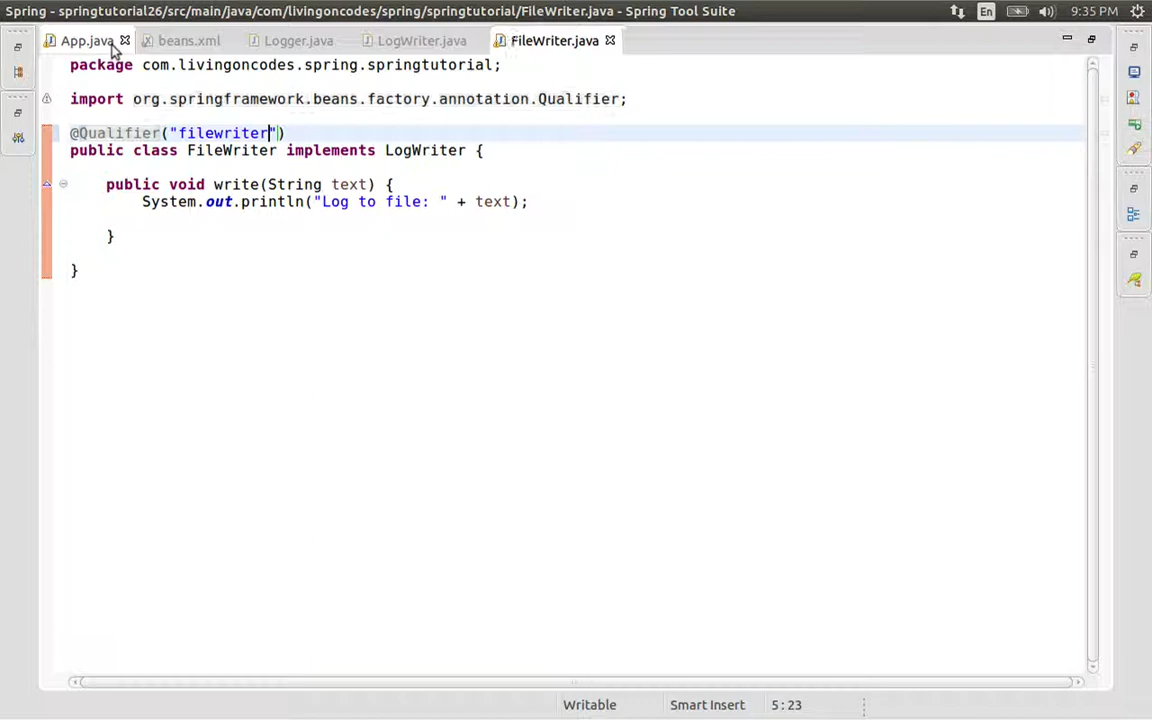 Spring - springtutorial26/src/main/java/com/livingoncodes/spring/springtutorial/FileWriter.java - Spring Tool Suite
En
9:35 PM
App.java
beans.xml
Logger.java
LogWriter.java
FileWriter.java
package com.livingoncodes.spring.springtutorial;
import org.springframework.beans.factory.annotation.Qualifier;
@Qualifier("filewriter")
public class FileWriter implements LogWriter {
public void write(String text) {
System.out.println("Log to file: " + text);
}
}
Writable
Smart Insert
5 : 23